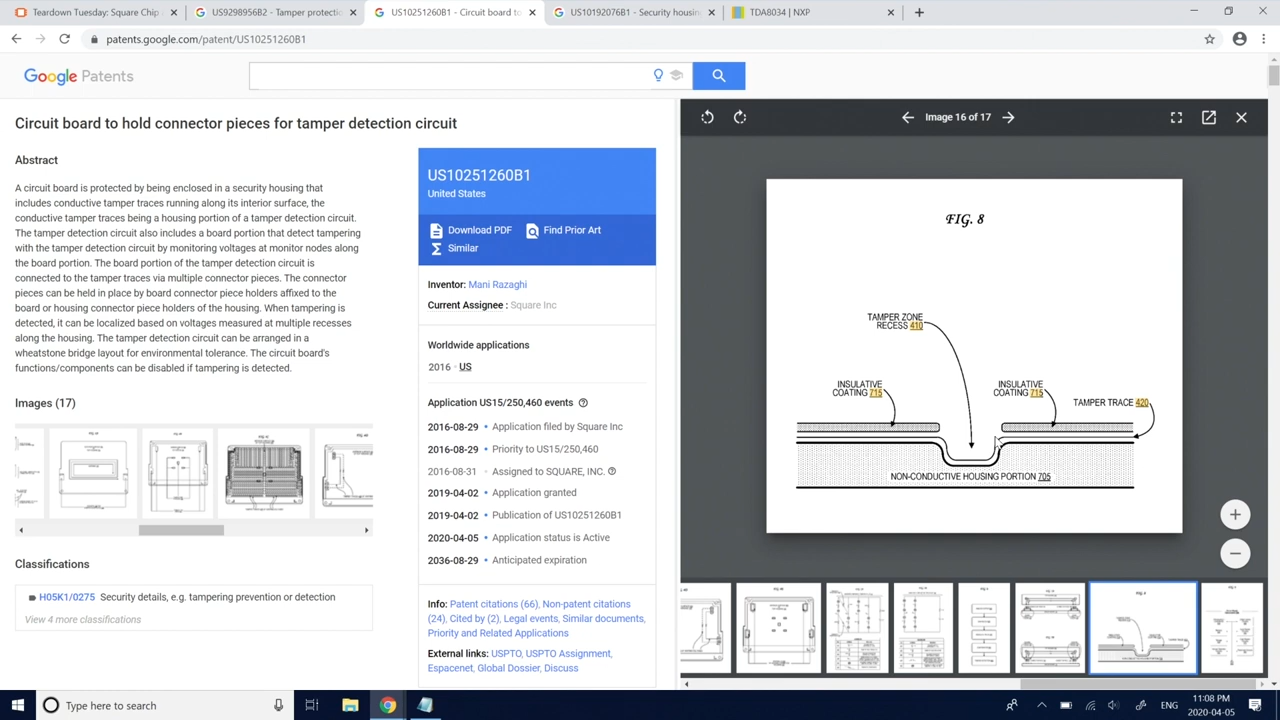 Teardown Tuesday: Square Chip a
US9298956B2 - Tamper protectio
US10251260B1 - Circuit board to
US10192076B1 - Security housin
TDA8034 | NXP
patents.google.com/patent/US10251260B1
Google Patents
Circuit board to hold connector pieces for tamper detection circuit
Abstract
A circuit board is protected by being enclosed in a security housing that
includes conductive tamper traces running along its interior surface, the
conductive tamper traces being a housing portion of a tamper detection circuit.
The tamper detection circuit also includes a board portion that detect tampering
with the tamper detection circuit by monitoring voltages at monitor nodes along
the board portion. The board portion of the tamper detection circuit is
connected to the tamper traces via multiple connector pieces. The connector
pieces can be held in place by board connector piece holders affixed to the
board or housing connector piece holders of the housing. When tampering is
detected, it can be localized based on voltages measured at multiple recesses
along the housing. The tamper detection circuit can be arranged in a
wheatstone bridge layout for environmental tolerance. The circuit board's
functions/components can be disabled if tampering is detected.
Images (17)
Classifications
H05K1/0275 Security details, e.g. tampering prevention or detection
View 4 more classifications
US10251260B1
United States
Download PDF
Find Prior Art
Similar
Inventor: Mani Razaghi
Current Assignee : Square Inc
Worldwide applications
2016 · US
Application US15/250,460 events
2016-08-29 • Application filed by Square Inc
2016-08-29 • Priority to US15/250,460
2016-08-31 • Assigned to SQUARE, INC.
2019-04-02 • Application granted
2019-04-02 • Publication of US10251260B1
2020-04-05 • Application status is Active
2036-08-29 • Anticipated expiration
Info: Patent citations (66), Non-patent citations
(24), Cited by (2), Legal events, Similar documents,
Priority and Related Applications
External links: USPTO, USPTO Assignment,
Espacenet, Global Dossier, Discuss
Image 16 of 17
FIG. 8
TAMPER ZONE
RECESS 410
INSULATIVE
COATING 715
INSULATIVE
COATING 715
TAMPER TRACE 420
NON-CONDUCTIVE HOUSING PORTION 705
Type here to search
ENG
11:08 PM
2020-04-05